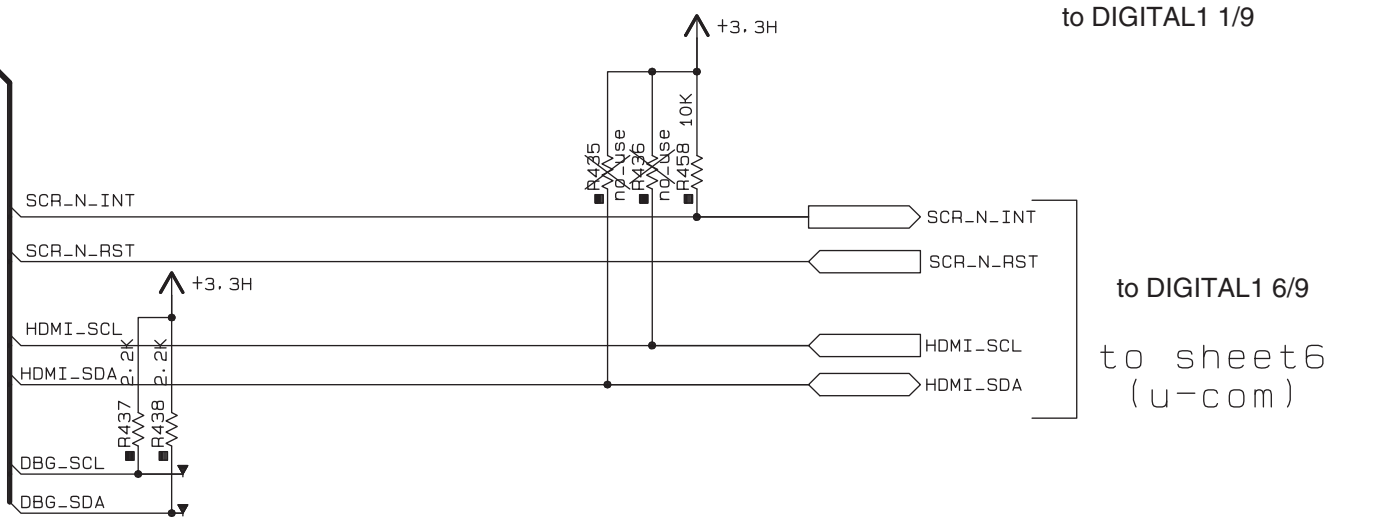 to DIGITAL1 1/9
+3.3H
10K
R435
no_use
R436
no_use
R458
SCR_N_INT
SCR_N_INT
SCR_N_RST
SCR_N_RST
+3.3H
to DIGITAL1 6/9
HDMI_SCL
HDMI_SCL
to sheet6
(u-com)
HDMI_SDA
HDMI_SDA
2.2K
2.2K
R437
R438
DBG_SCL
DBG_SDA